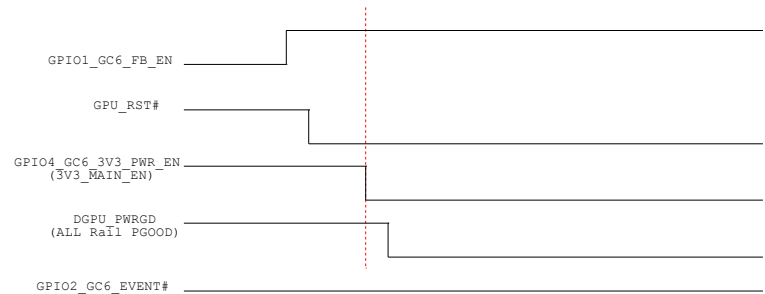 GPIO1_GC6_FB_EN
GPU_RST#
GPIO4_GC6_3V3_PWR_EN
(3V3_MAIN_EN)
DGPU_PWRGD
(ALL Rail PGOOD)
GPIO2_GC6_EVENT#